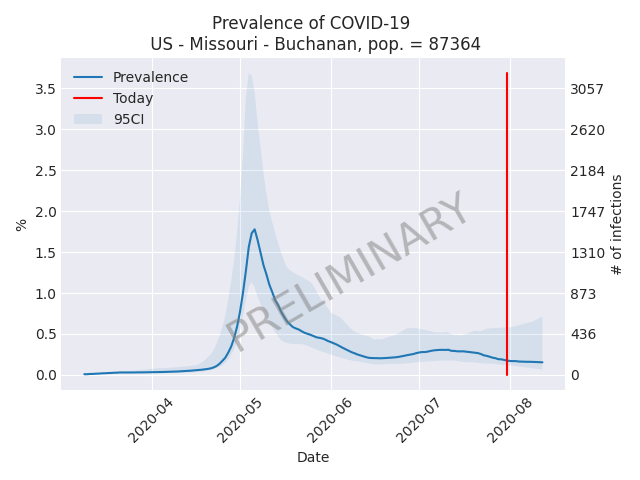 Prevalence of COVID-19
US - Missouri - Buchanan, pop. = 87364
Prevalence
Today
95CI
3.5
3.0
2.5
2.0
1.5
1.0
0.5
0.0
%
3057
2620
2184
1747
1310
873
436
0
# of infections
PRELIMINARY
2020-04
2020-05
2020-06
2020-07
2020-08
Date